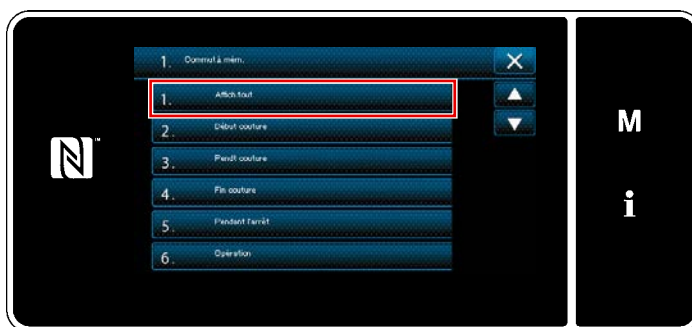 1. Commut à mém.
1. Affich tout
2. Début couture
3. Pendt couture
4. Fin couture
5. Pendant l'arrêt
6. Opération
M
i
N™